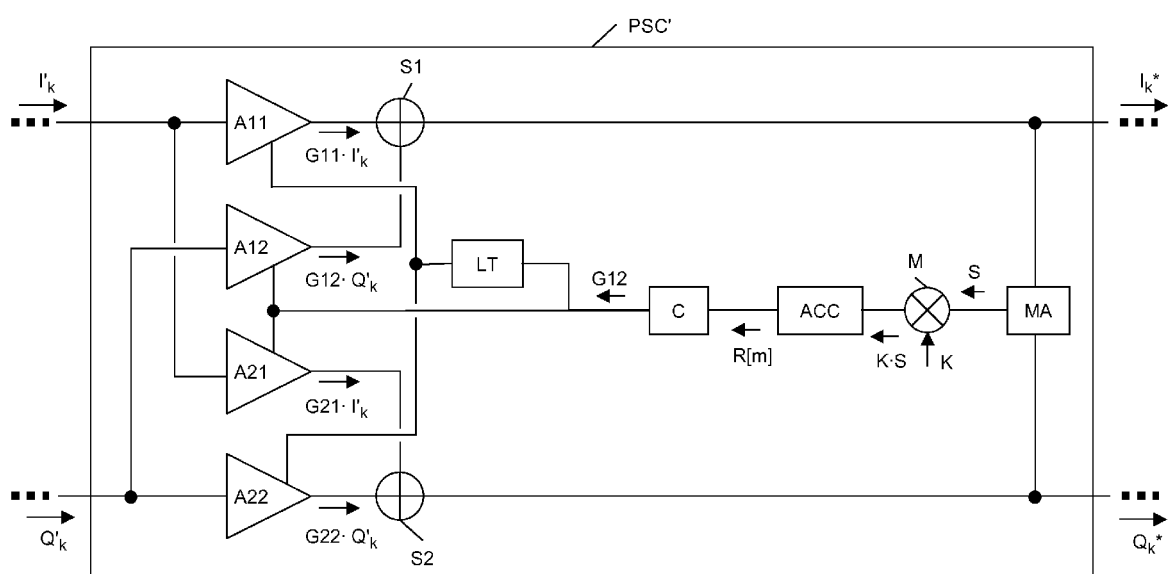 PSC'
I'k
S1
Ik*
A11
G11· I'k
A12
G12· Q'k
LT
G12
M
S
C
ACC
MA
R[m]
K·S
K
A21
G21· I'k
A22
G22· Q'k
Q'k
S2
Qk*